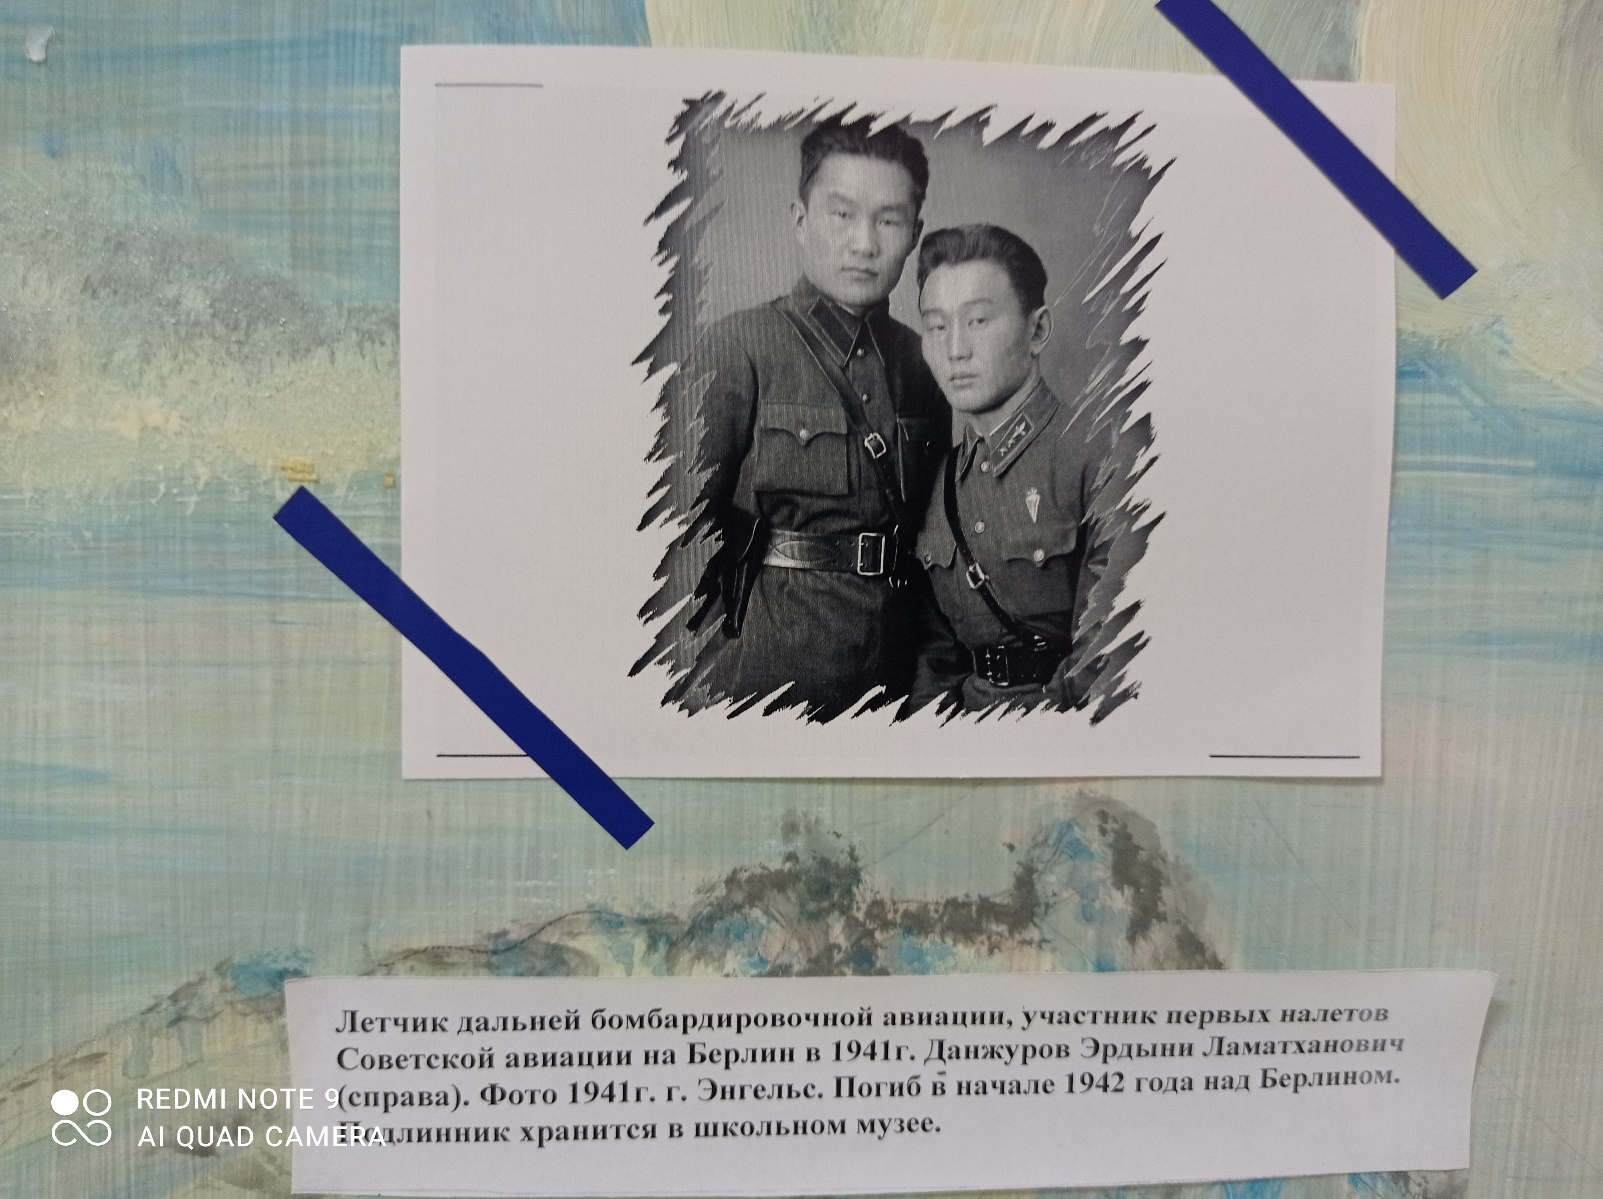 Летчик дальней бомбардировочной авиации, участник первых налетов
Советской авиации на Берлин в 1941г. Данжуров Эрдыни Ламатханович
(справа). Фото 1941г. г. Энгельс. Погиб в начале 1942 года над Берлином.
Подлинник хранится в школьном музее.
REDMI NOTE 9
AI QUAD CAMERA